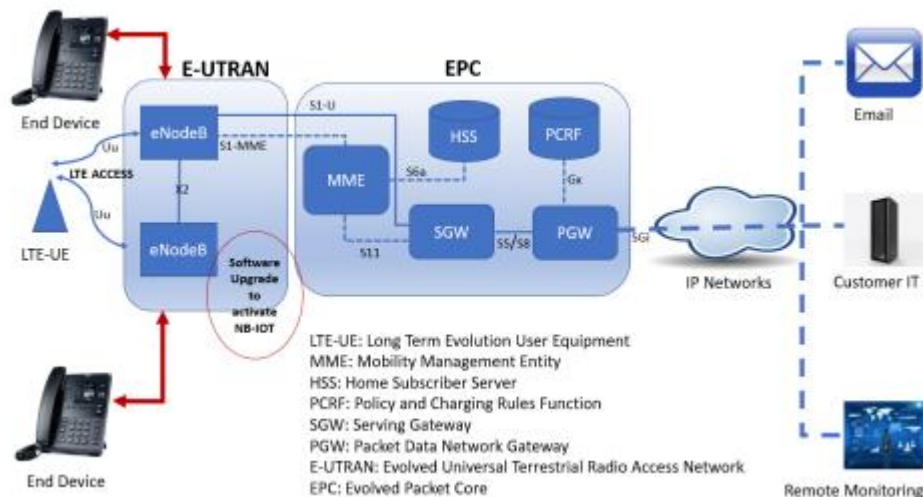 E-UTRAN
EPC
End Device
eNodeB
S1-U
HSS
PCRF
Email
Uu
S1-MME
LTE ACCESS
MME
S6a
Gx
X2
Uu
LTE-UE
eNodeB
SGW
S5/S8
PGW
SGi
S11
IP Networks
Customer IT
Software
Upgrade
to
activate
NB-IOT
LTE-UE: Long Term Evolution User Equipment
MME: Mobility Management Entity
HSS: Home Subscriber Server
PCRF: Policy and Charging Rules Function
SGW: Serving Gateway
PGW: Packet Data Network Gateway
E-UTRAN: Evolved Universal Terrestrial Radio Access Network
EPC: Evolved Packet Core
End Device
Remote Monitoring